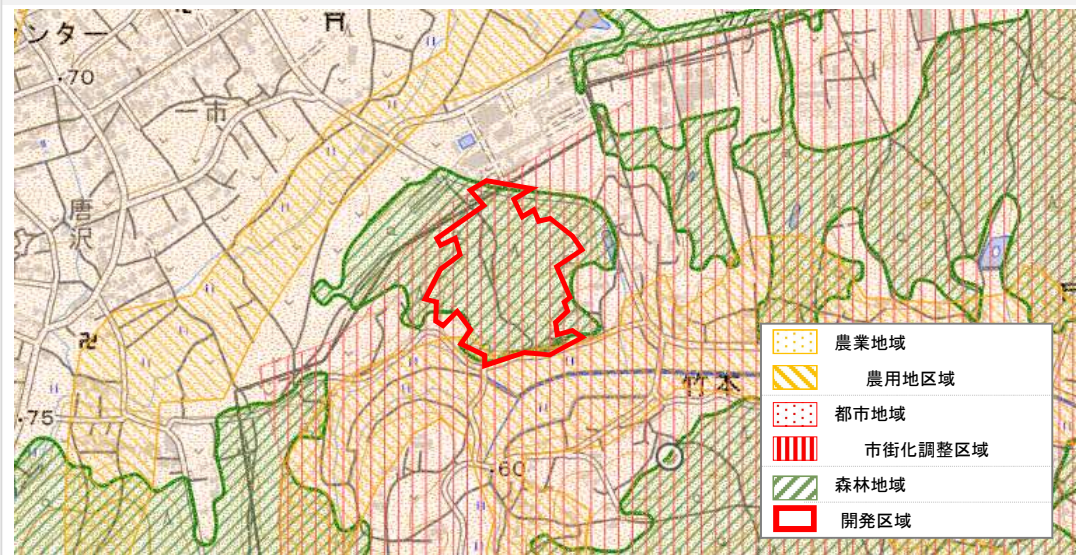 ンター
70
一市
唐沢
75
60
竹本
農業地域
農用地区域
都市地域
市街化調整区域
森林地域
開発区域